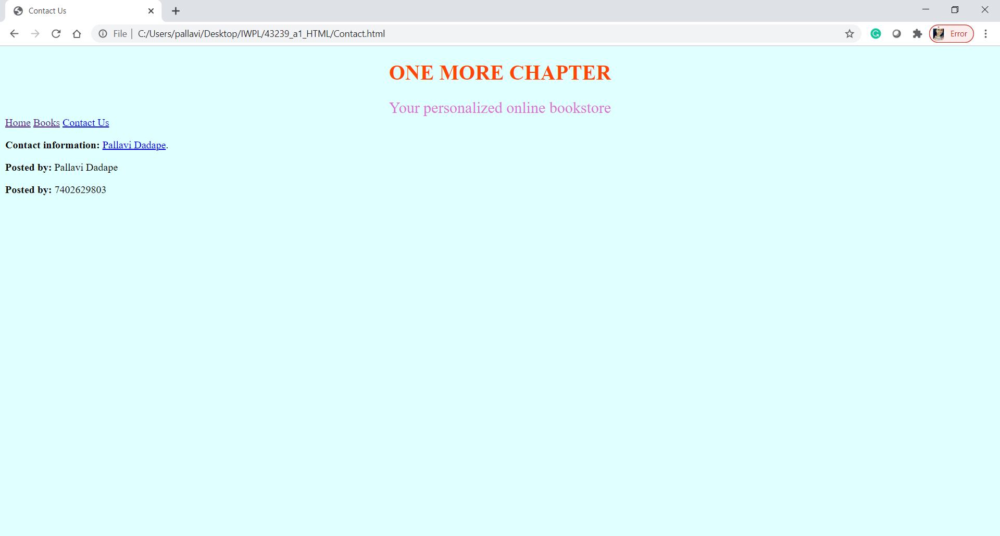 Contact Us
File | C:/Users/pallavi/Desktop/IWPL/43239_a1_HTML/Contact.html
Error
ONE MORE CHAPTER
Your personalized online bookstore
Home Books Contact Us
Contact information: Pallavi Dadape.
Posted by: Pallavi Dadape
Posted by: 7402629803